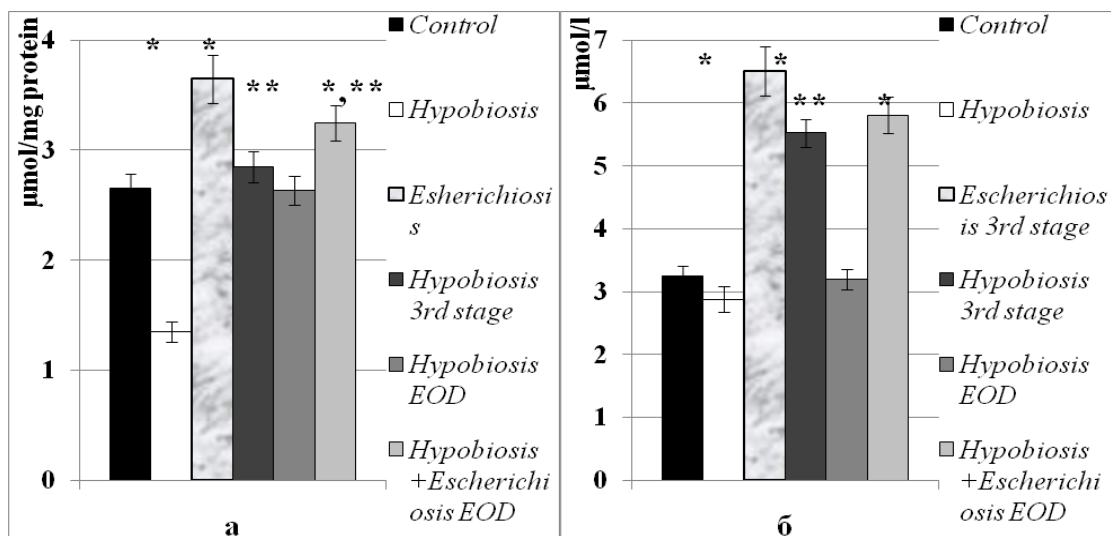 µmol/mg protein
4
3
2
1
0
* *
** *,**
а
Control
Hypobiosis
Esherichiosi
s
Hypobiosis
3rd stage
Hypobiosis
EOD
Hypobiosis
+Escherichi
osis EOD
µmol/l
7
6
5
4
3
2
1
0
* *
** *
б
Control
Hypobiosis
Escherichios
is 3rd stage
Hypobiosis
3rd stage
Hypobiosis
EOD
Hypobiosis
+Escherichi
osis EOD